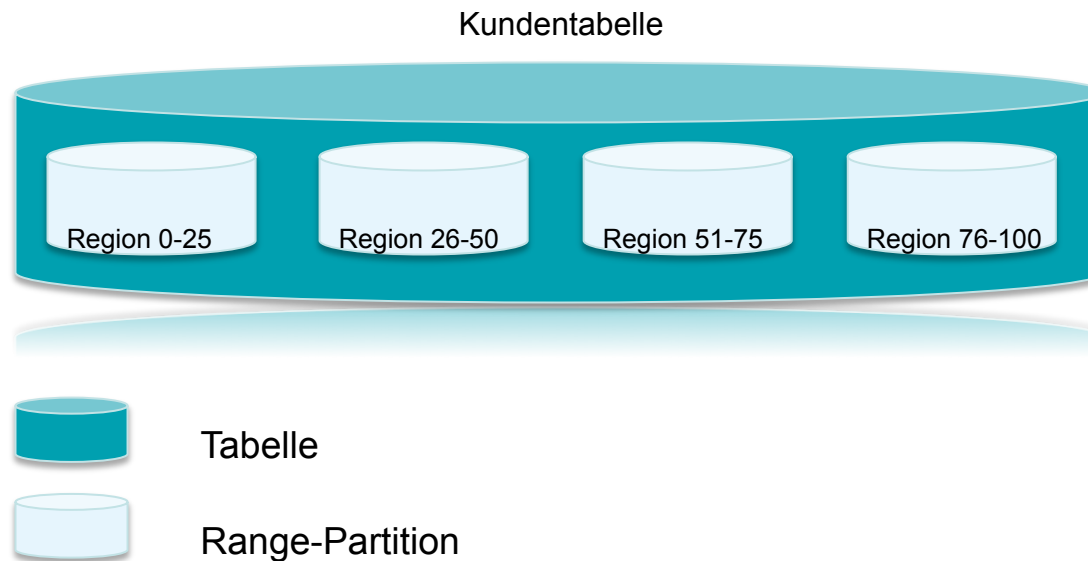 Kundentabelle
Region 0-25
Region 26-50
Region 51-75
Region 76-100
Tabelle
Range-Partition